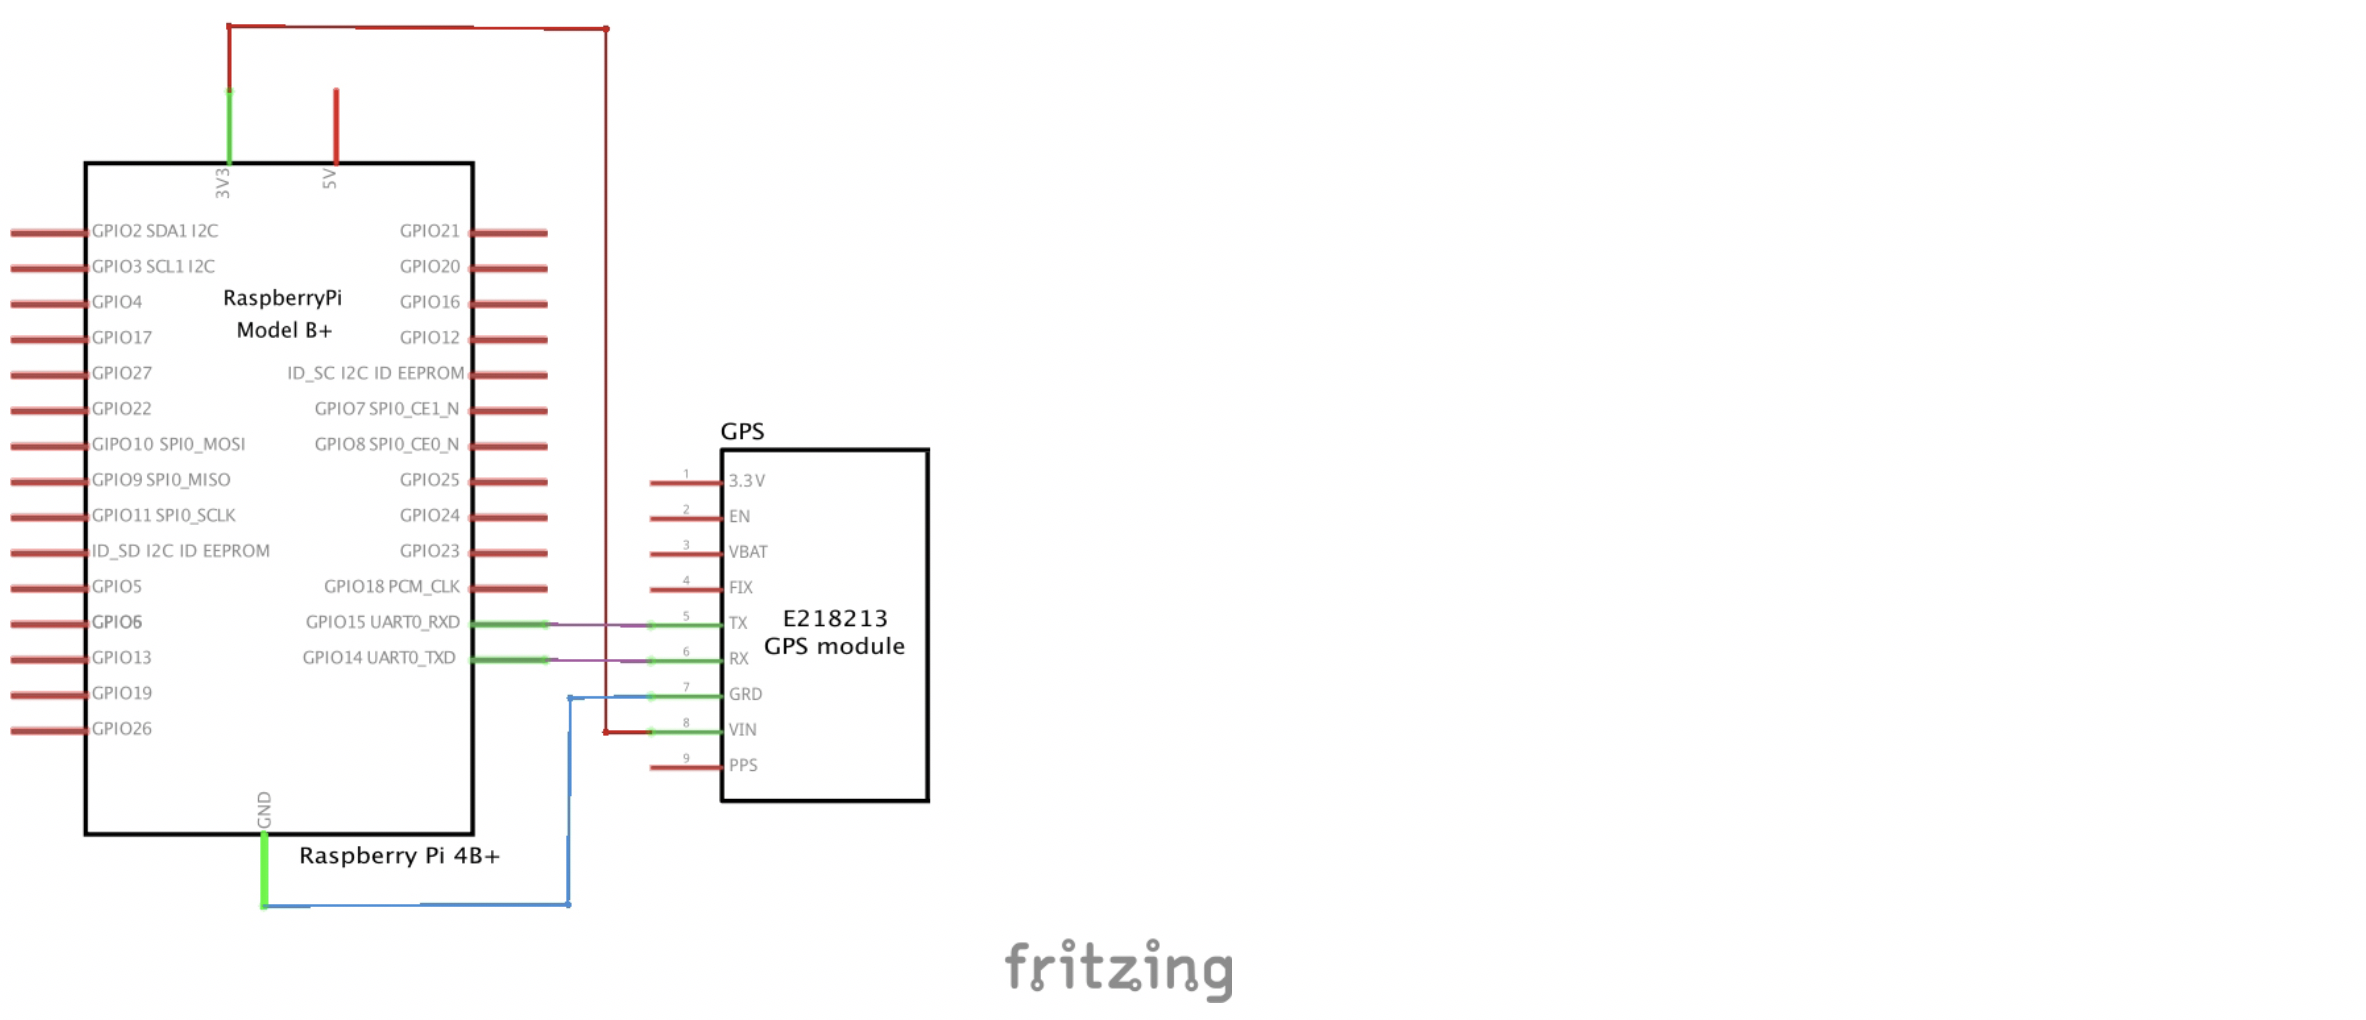 3V3
5V
GPIO2 SDA1 I2C
GPIO3 SCL1 I2C
GPIO4
GPIO17
GPIO27
GPIO22
GIPO10 SPI0_MOSI
GPIO9 SPI0_MISO
GPIO11 SPI0_SCLK
ID_SD I2C ID EEPROM
GPIO5
GPIO6
GPIO13
GPIO19
GPIO26
RaspberryPi
Model B+
GPIO21
GPIO20
GPIO16
GPIO12
ID_SC I2C ID EEPROM
GPIO7 SPI0_CE1_N
GPIO8 SPI0_CE0_N
GPIO25
GPIO24
GPIO23
GPIO18 PCM_CLK
GPIO15 UART0_RXD
GPIO14 UART0_TXD
GND
Raspberry Pi 4B+
GPS
1 3.3V
2 EN
3 VBAT
4 FIX
5 TX
6 RX
7 GRD
8 VIN
9 PPS
E218213
GPS module
fritzing